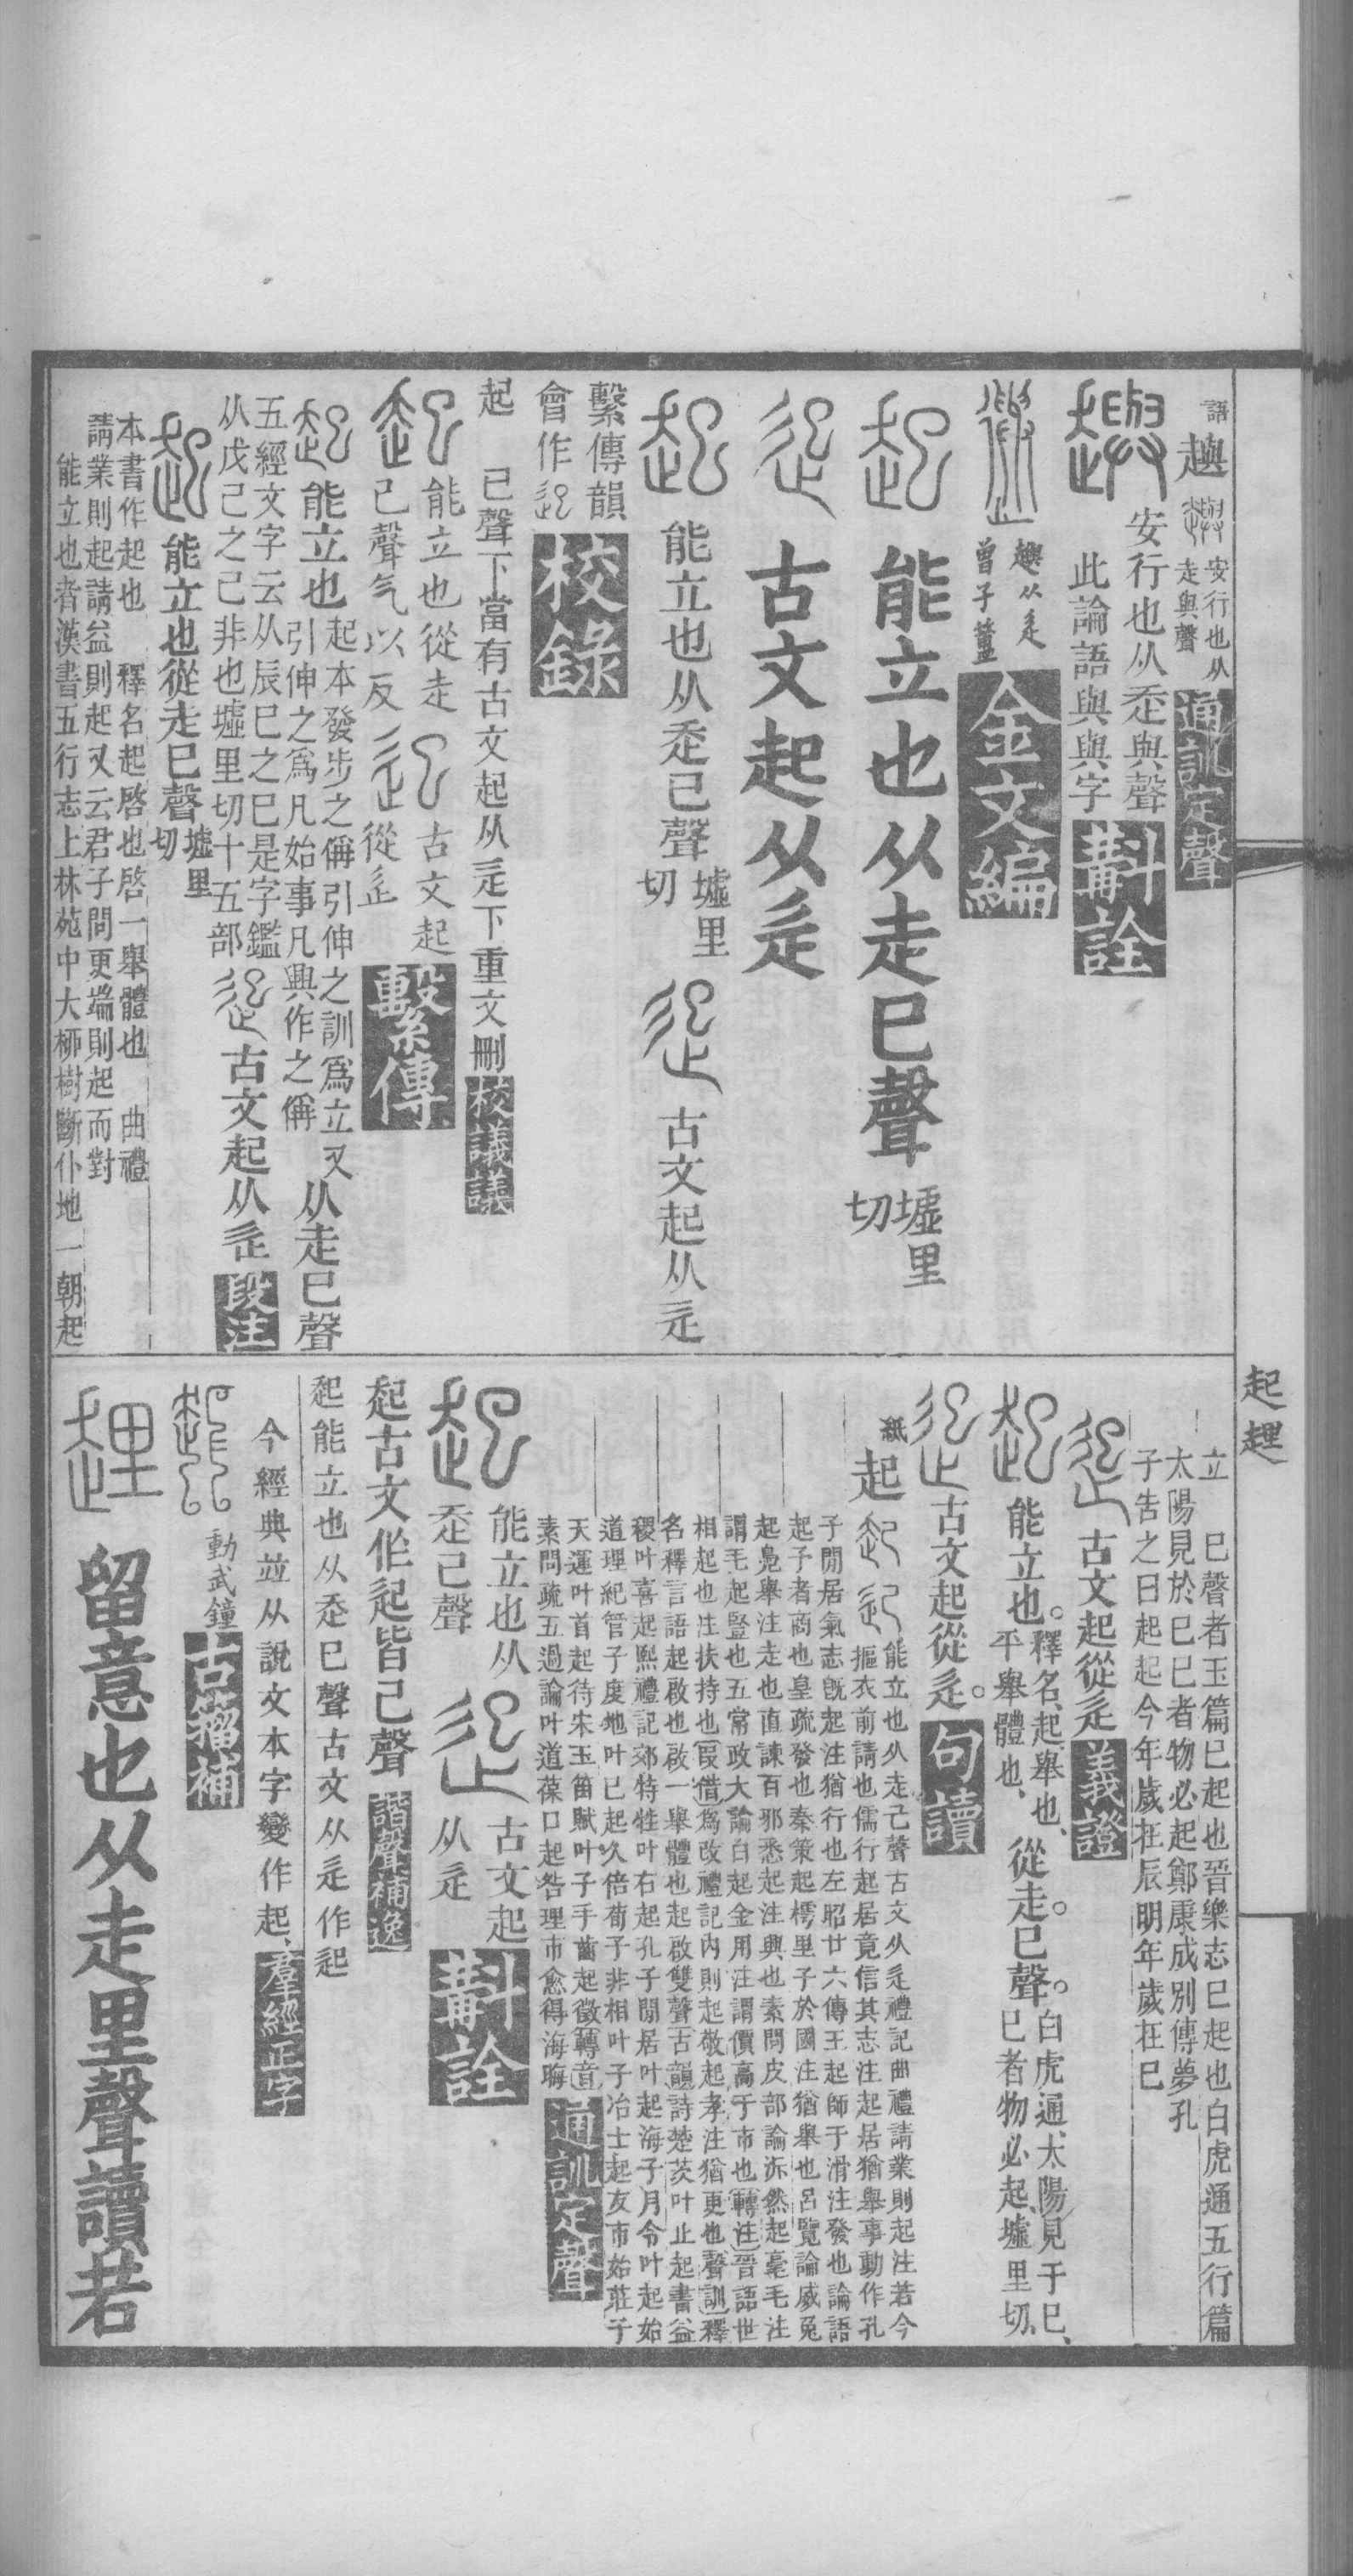 語 趣 安行也从
走與聲 通訓定聲
安行也从赱與聲
此論語與與字 斠詮
趣从辵
曾子簠 金文編
能立也从走巳聲 墟里
切
古文起从辵
能立也从赱已聲 墟里
切 古文起从辵
繫傳韻
會作 校錄
起 巳聲下當有古文起从辵下重文刪 校議議
能立也從走 古文起
己聲气以反 從辵 繫傳
能立也 起本發步之偁引伸之訓爲立又
引伸之爲凡始事凡興作之偁 从走巳聲
五經文字云从辰巳之巳是字鑑
从戊己之己非也墟里切十五部 古文起从辵 段注
能立也從走巳聲 墟里
切
本書作起也 釋名起啓也啓一舉體也 曲禮
請業則起請益則起又云君子問更端則起而對
能立也者漢書五行志上林苑中大桺樹斷仆地一朝起
起趕
立 巳聲者玉篇巳起也晉樂志巳起也白虎通五行篇
太陽見於巳巳者物必起鄭康成別傳夢孔
子告之曰起起今年歲在辰明年歲在巳
古文起從辵 義證
能立也。釋名、起、舉也、
平舉體也、從走。巳聲。白虎通、太陽見于巳、
巳者物必起、墟里切、
古文起從辵。 句讀
紙 起 能立也从走己聲古文从辵禮記曲禮請業則起注若今
摳衣前請也儒行起居竟信其志注起居猶舉事動作孔
子閒居氣志旣起注猶行也左昭廿六傳王起師于滑注發也論語
起予者商也皇疏發也秦策起樗里子於國注猶舉也呂覽論威兔
起鳧舉注走也直諫百邪悉起注興也素問皮部論泝然起毫毛注
謂毛起豎也五常政大論白起金用注謂價高于市也轉注晉語世
相起也注扶持也叚借爲改禮記內則起敬起孝注猶更也聲訓釋
名釋言語起啟也啟一舉體也起啟雙聲古韻詩楚茨叶止起書益
稷叶喜起熙禮記郊特牲叶右起孔子閒居叶起海子月令叶起始
道理紀管子度地叶已起久倍荀子非相叶子冶士起友市始莊子
天運叶首起待宋玉笛賦叶子手齒起徵轉音
素問疏五過論叶道葆口起咎理市愈得海晦 通訓定聲
能立也从 古文起
赱己聲 从辵 斠詮
起古文作起皆己聲 諧聲補逸
起能立也从赱巳聲古文从辵作起
今經典並从說文本字變作起、 羣經正字
動武鐘 古籀補
留意也从走里聲讀若